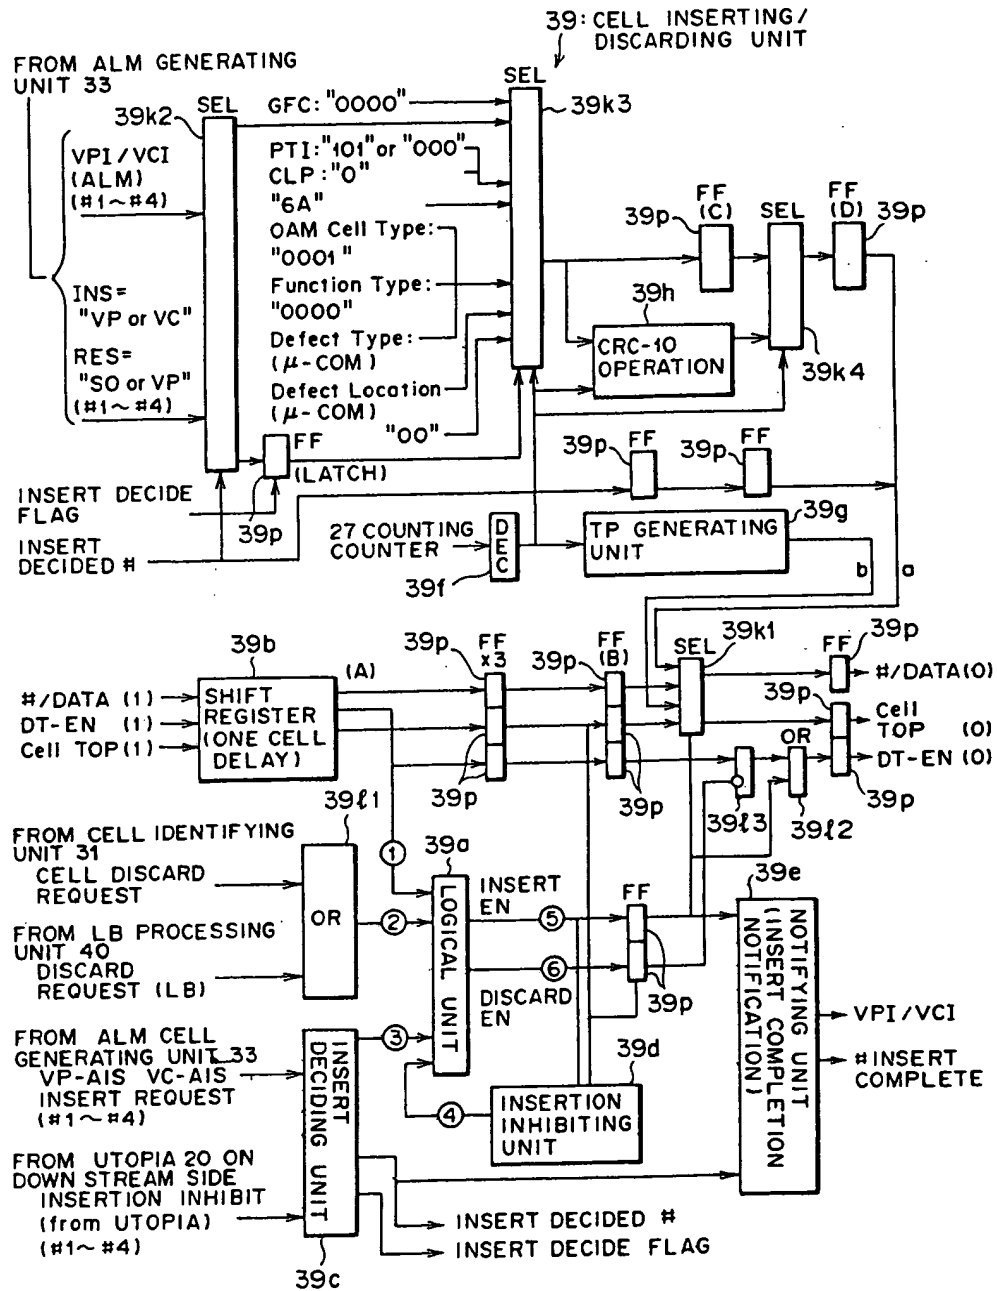 39: CELL INSERTING/
DISCARDING UNIT
FROM ALM GENERATING
UNIT 33
SEL
39k2
VPI/VCI
(ALM)
(#1~#4)
INS=
"VP or VC"
RES=
"SO or VP"
(#1~#4)
GFC: "0000"
PTI: "101" or "000"
CLP: "0"
"6A"
OAM Cell Type:
"0001"
Function Type:
"0000"
Defect Type:
(μ-COM)
Defect Location
(μ-COM)
"00"
SEL
39k3
FF
(C)
39p
SEL
FF
(D)
39p
39h
CRC-10
OPERATION
39k4
FF
(LATCH)
39p
INSERT DECIDE
FLAG
INSERT
DECIDED #
39p
FF
39p
FF
27 COUNTING
COUNTER
DEC
39f
TP GENERATING
UNIT
39g
b
a
39b
(A)
#/DATA (1)
DT-EN (1)
Cell TOP (1)
SHIFT
REGISTER
(ONE CELL
DELAY)
39p
FF
x3
39p
39p
FF
(B)
39p
SEL
39k1
FF
39p
#/DATA(0)
39p
Cell
TOP (0)
OR
DT-EN(0)
39p
39ℓ3
39ℓ2
39ℓ1
FROM CELL IDENTIFYING
UNIT 31
CELL DISCARD
REQUEST
FROM LB PROCESSING
UNIT 40
DISCARD
REQUEST (LB)
OR
①
②
③
④
39a
LOGICAL UNIT
INSERT
EN
⑤
⑥
DISCARD
EN
FF
39p
39e
NOTIFYING UNIT
(INSERT COMPLETION
NOTIFICATION)
VPI/VCI
#INSERT
COMPLETE
39d
INSERTION
INHIBITING
UNIT
FROM ALM CELL
GENERATING UNIT 33
VP-AIS VC-AIS
INSERT REQUEST
(#1~#4)
FROM UTOPIA 20 ON
DOWN STREAM SIDE
INSERTION INHIBIT
(from UTOPIA)
(#1~#4)
INSERT
DECIDING UNIT
39c
INSERT DECIDED #
INSERT DECIDE FLAG